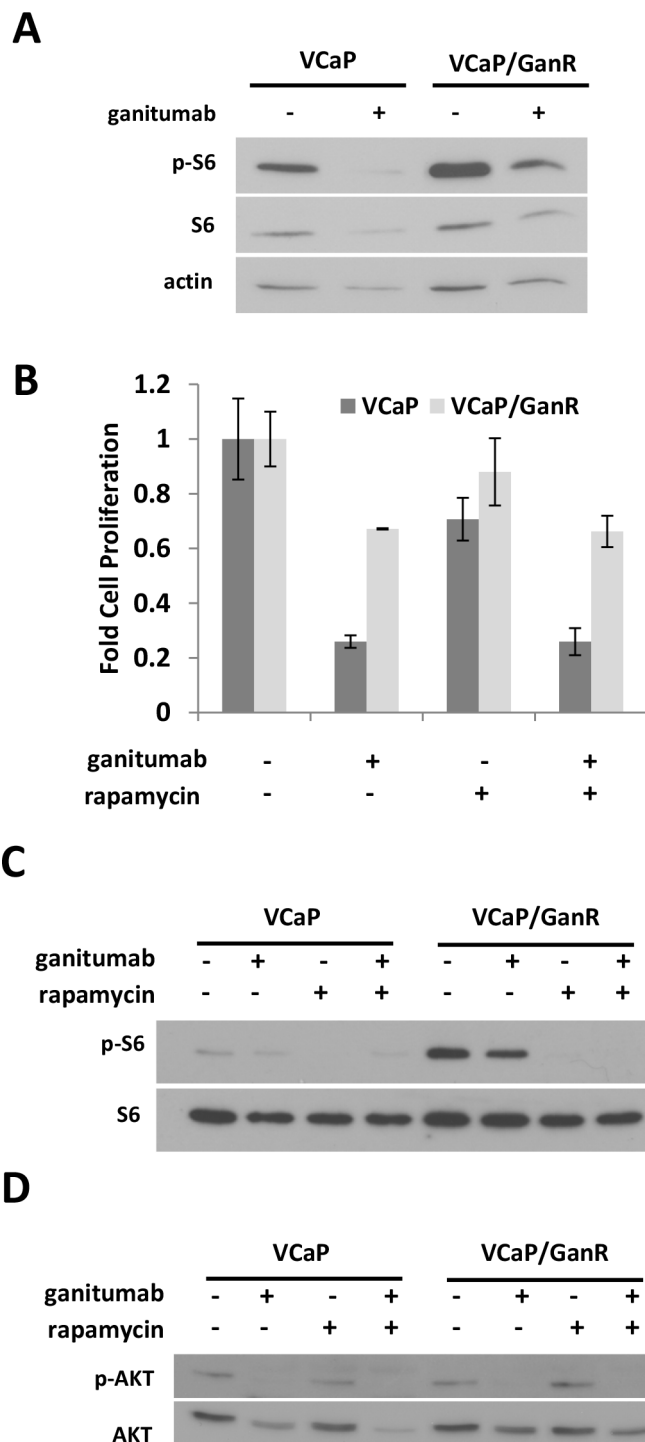 A
VCaP VCaP/GanR
ganitumab - + - +
p-S6
S6
actin
B
Fold Cell Proliferation
1.2
1
0.8
0.6
0.4
0.2
0
VCaP VCaP/GanR
ganitumab - + - +
rapamycin - - + +
C
VCaP VCaP/GanR
ganitumab - + - + - + - +
rapamycin - - + + - - + +
p-S6
S6
D
VCaP VCaP/GanR
ganitumab - + - + - + - +
rapamycin - - + + - - + +
p-AKT
AKT